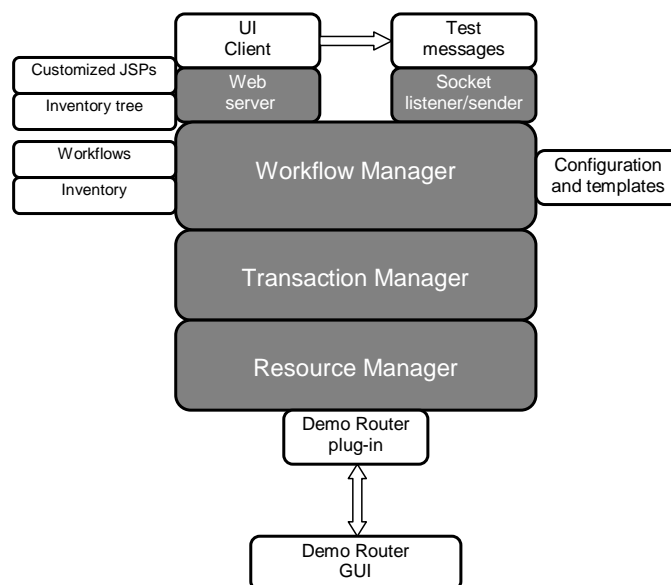 UI
Client
Test
messages
Customized JSPs
Web
server
Socket
listener/sender
Inventory tree
Workflows
Workflow Manager
Configuration
and templates
Inventory
Transaction Manager
Resource Manager
Demo Router
plug-in
Demo Router
GUI